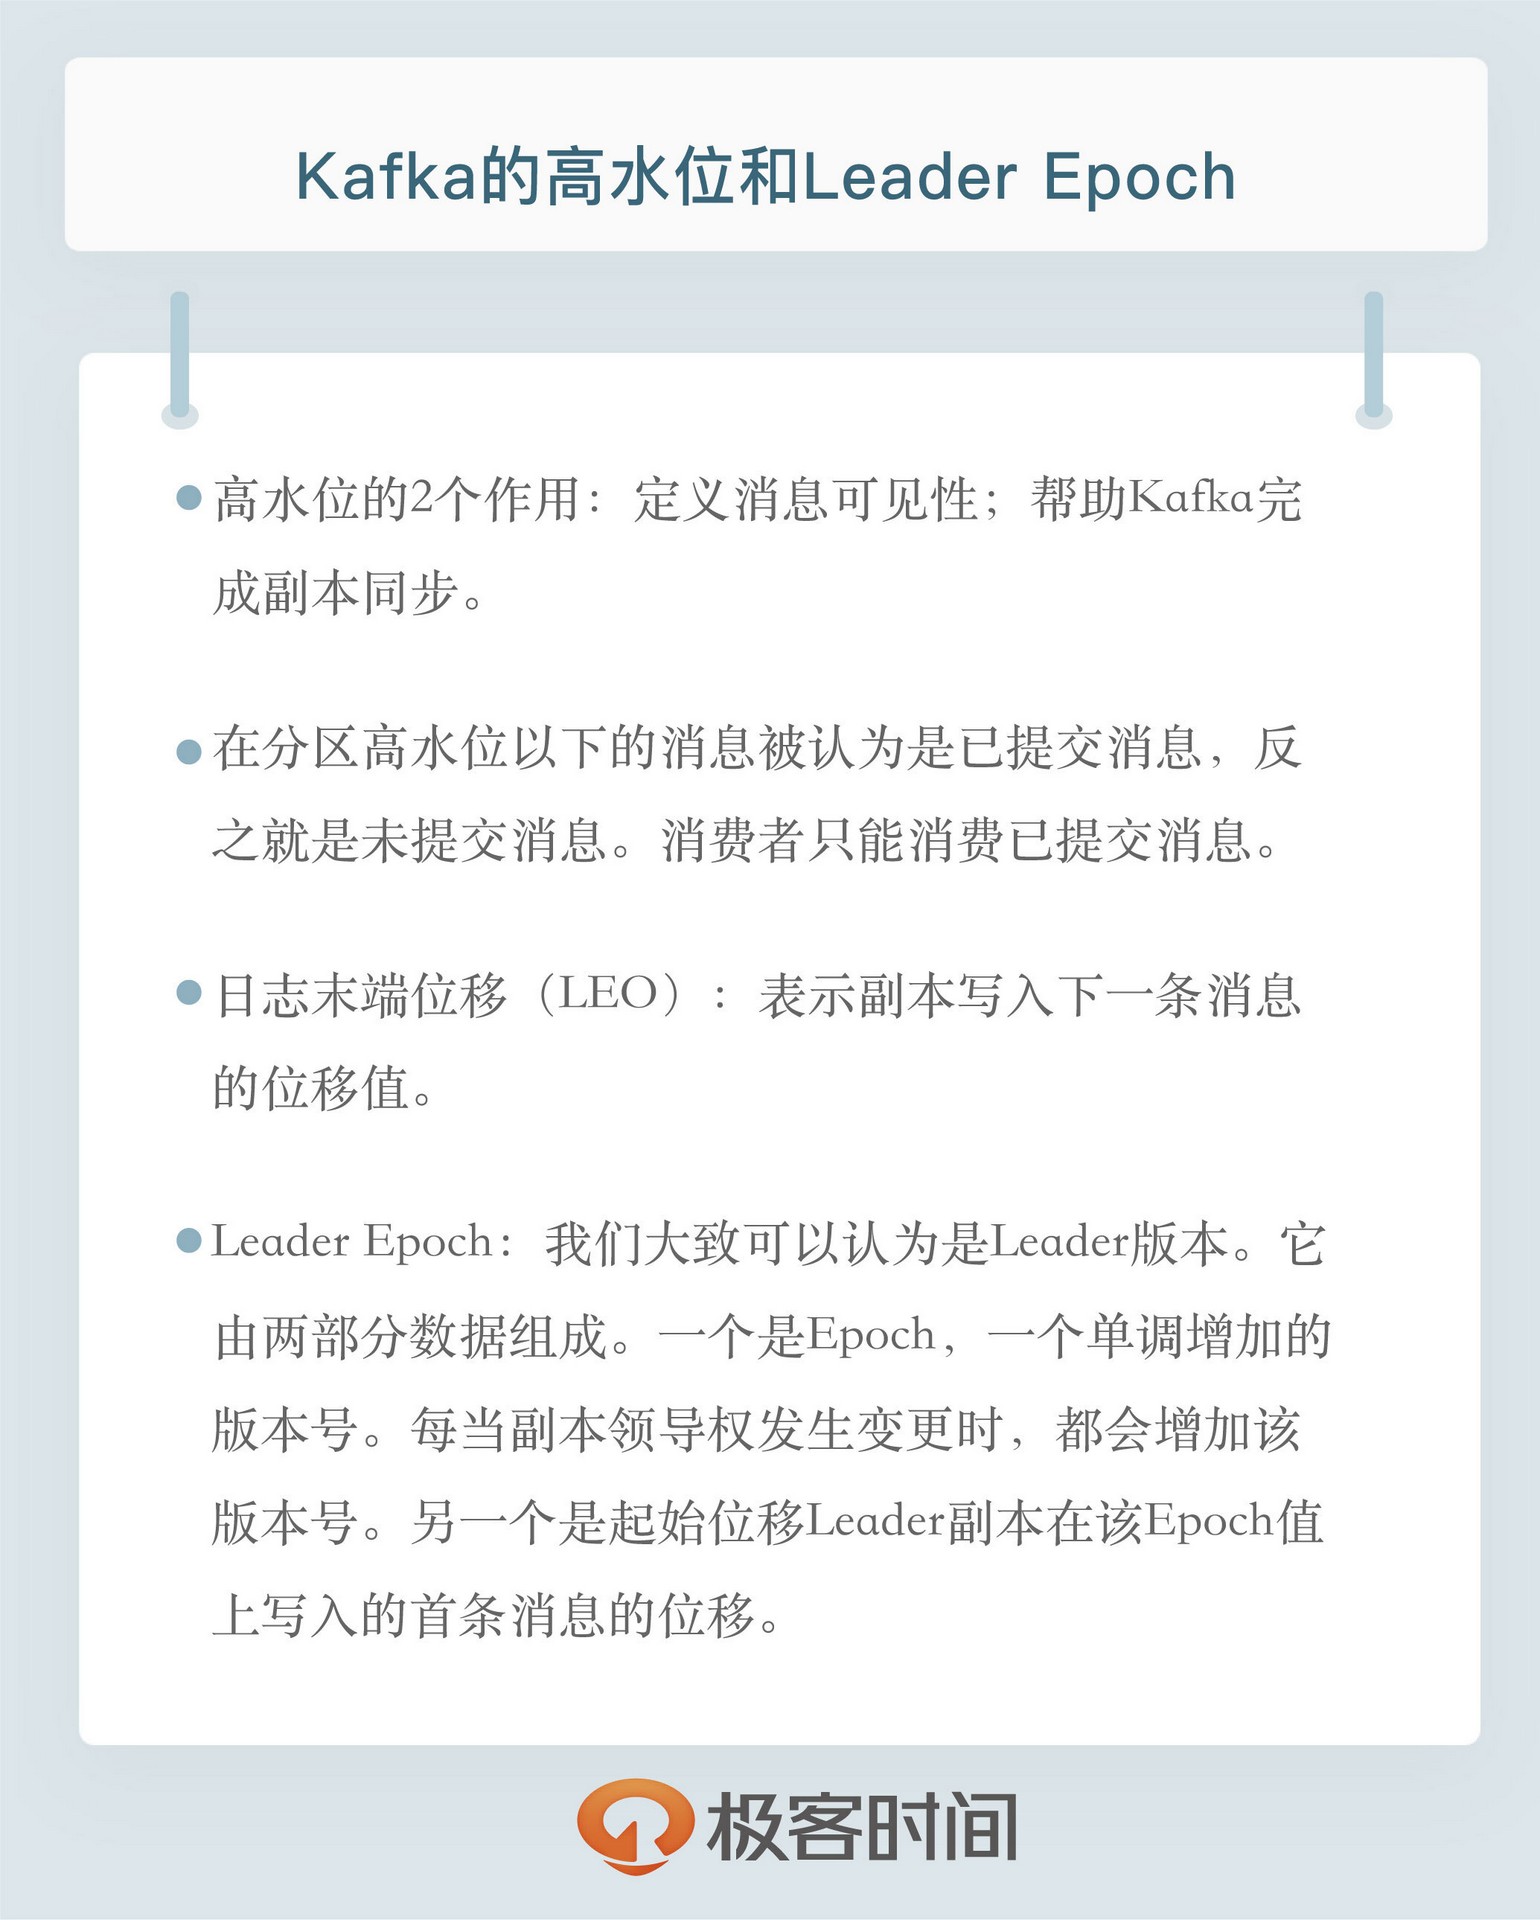 Kafka的高水位和Leader Epoch
高水位的2个作用：定义消息可见性；帮助Kafka完
成副本同步。
在分区高水位以下的消息被认为是已提交消息，反
之就是未提交消息。消费者只能消费已提交消息。
日志末端位移（LEO）：表示副本写入下一条消息
的位移值。
Leader Epoch：我们大致可以认为是Leader版本。它
由两部分数据组成。一个是Epoch，一个单调增加的
版本号。每当副本领导权发生变更时，都会增加该
版本号。另一个是起始位移Leader副本在该Epoch值
上写入的首条消息的位移。
极客时间